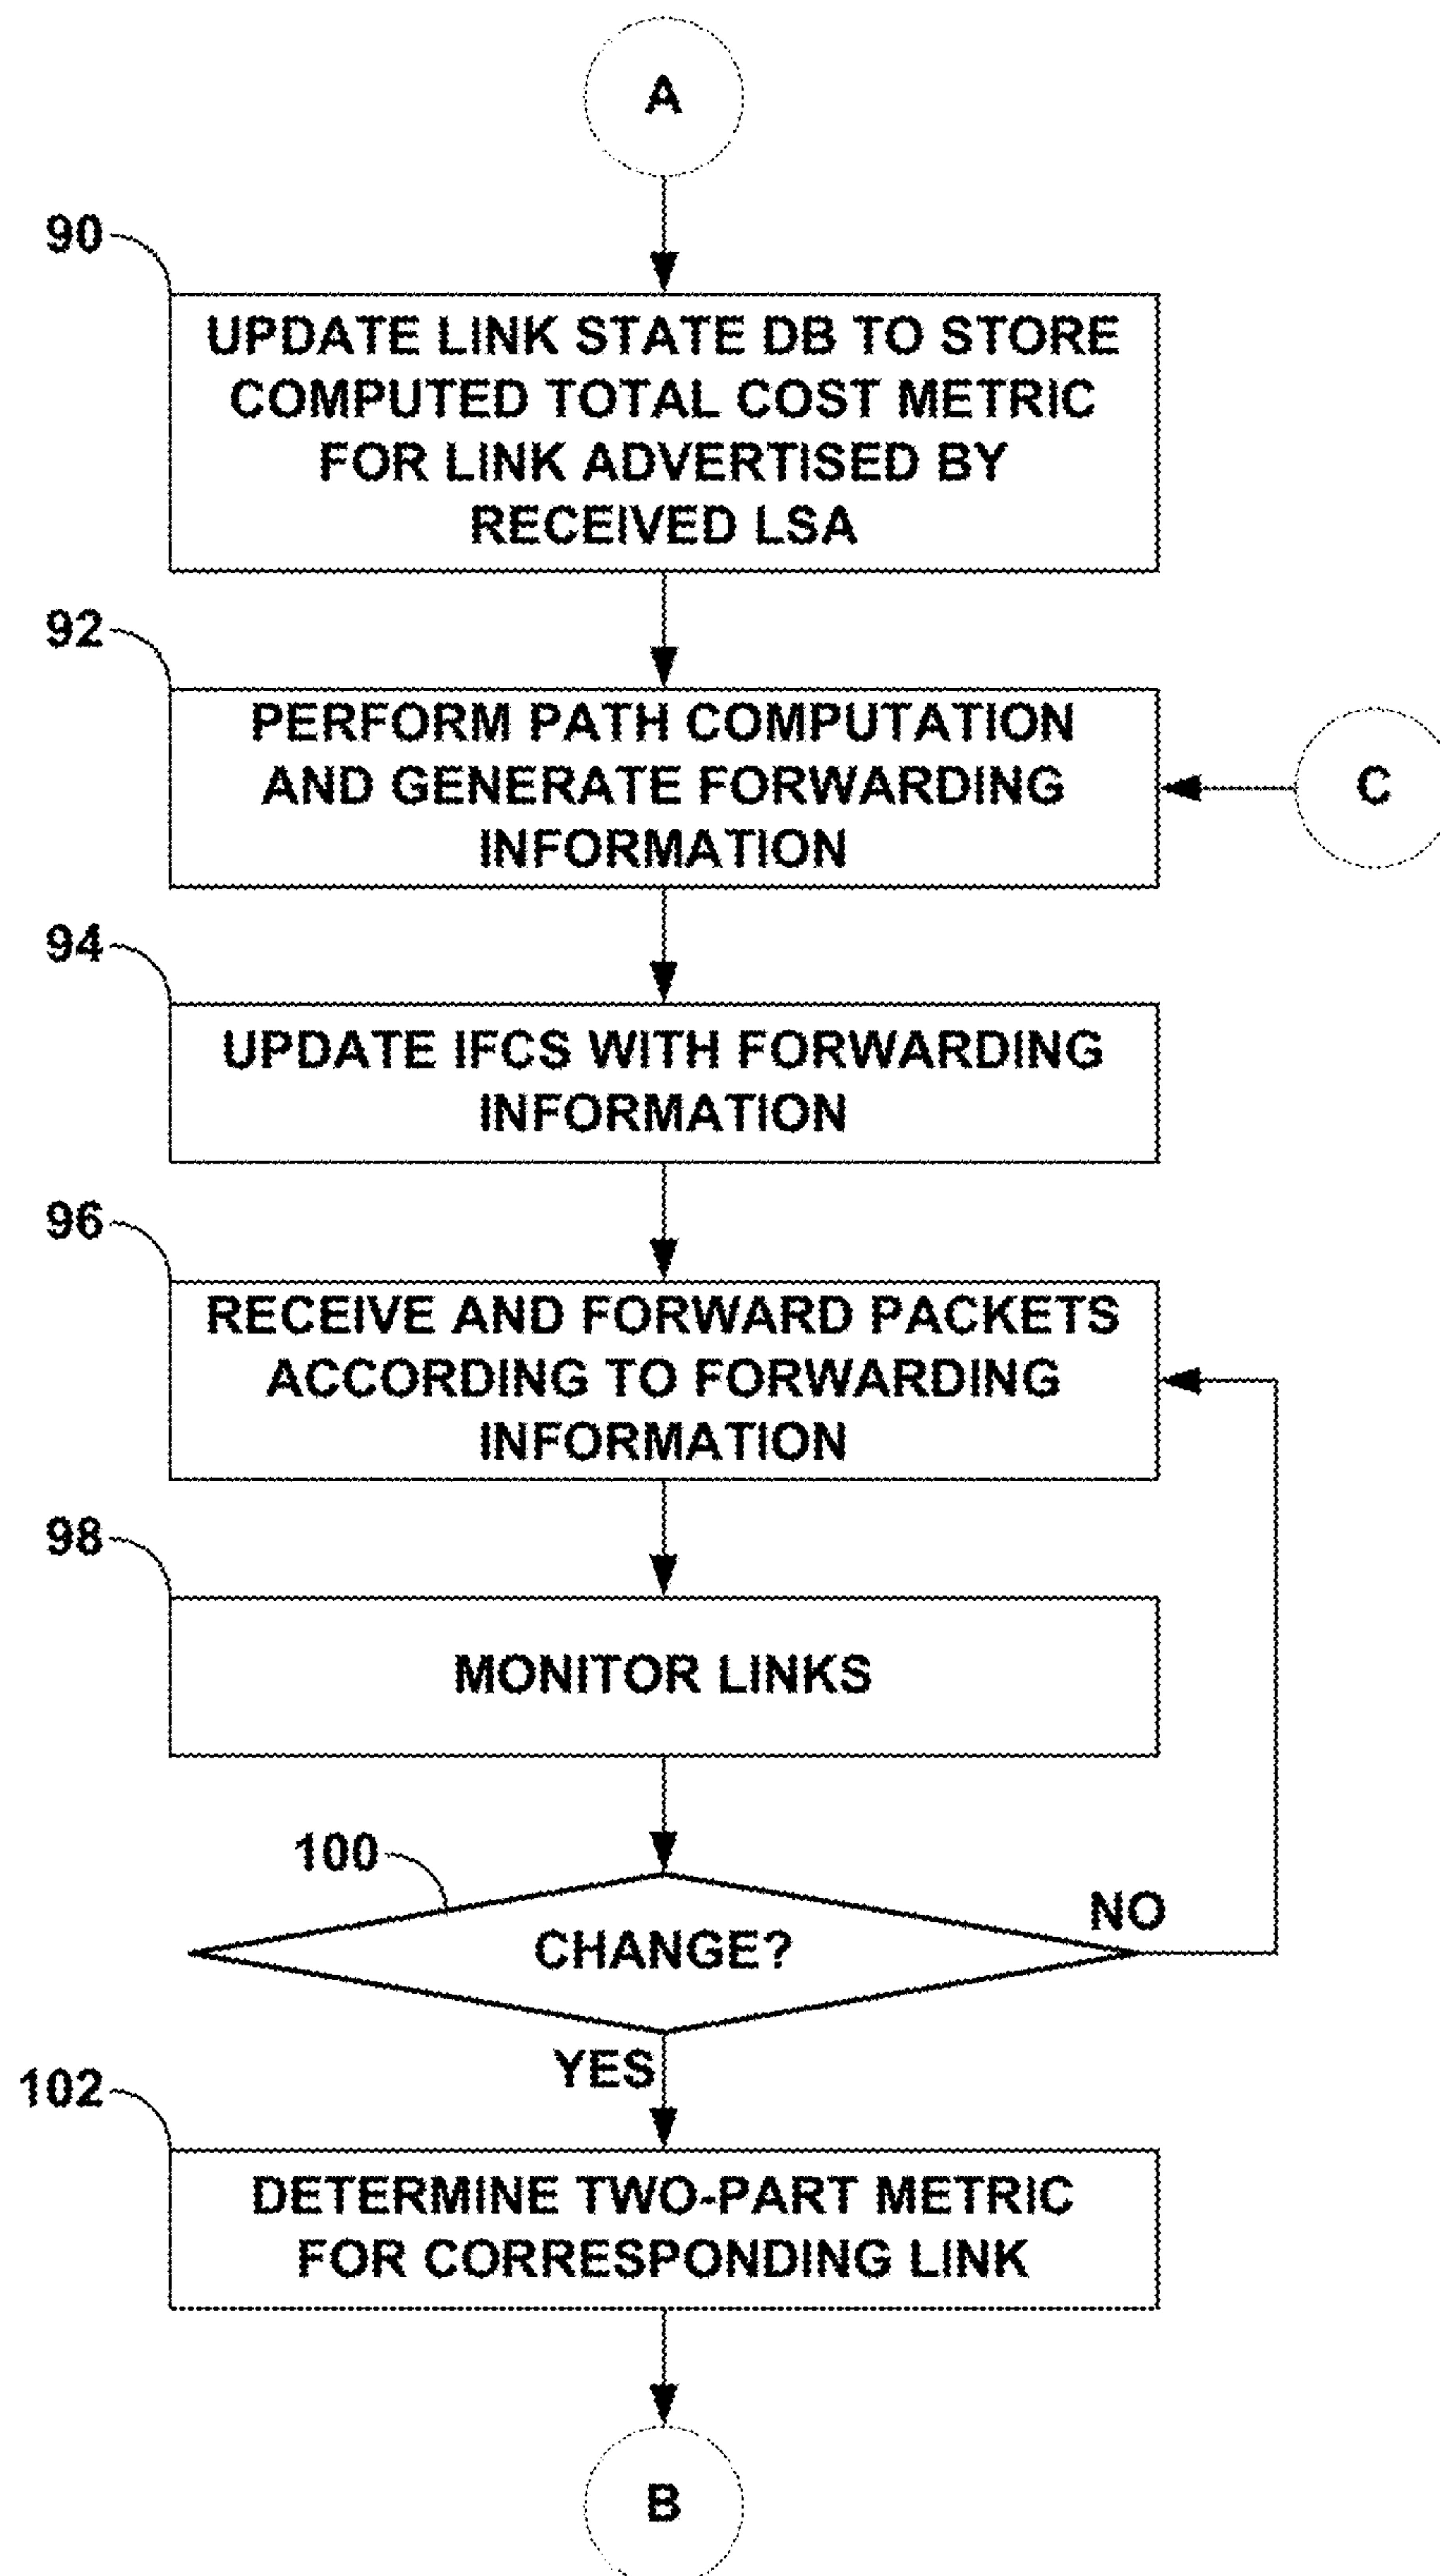 A
90
UPDATE LINK STATE DB TO STORE
COMPUTED TOTAL COST METRIC
FOR LINK ADVERTISED BY
RECEIVED LSA
92
PERFORM PATH COMPUTATION
AND GENERATE FORWARDING
INFORMATION
C
94
UPDATE IFCS WITH FORWARDING
INFORMATION
96
RECEIVE AND FORWARD PACKETS
ACCORDING TO FORWARDING
INFORMATION
98
MONITOR LINKS
100
CHANGE?
NO
YES
102
DETERMINE TWO-PART METRIC
FOR CORRESPONDING LINK
B